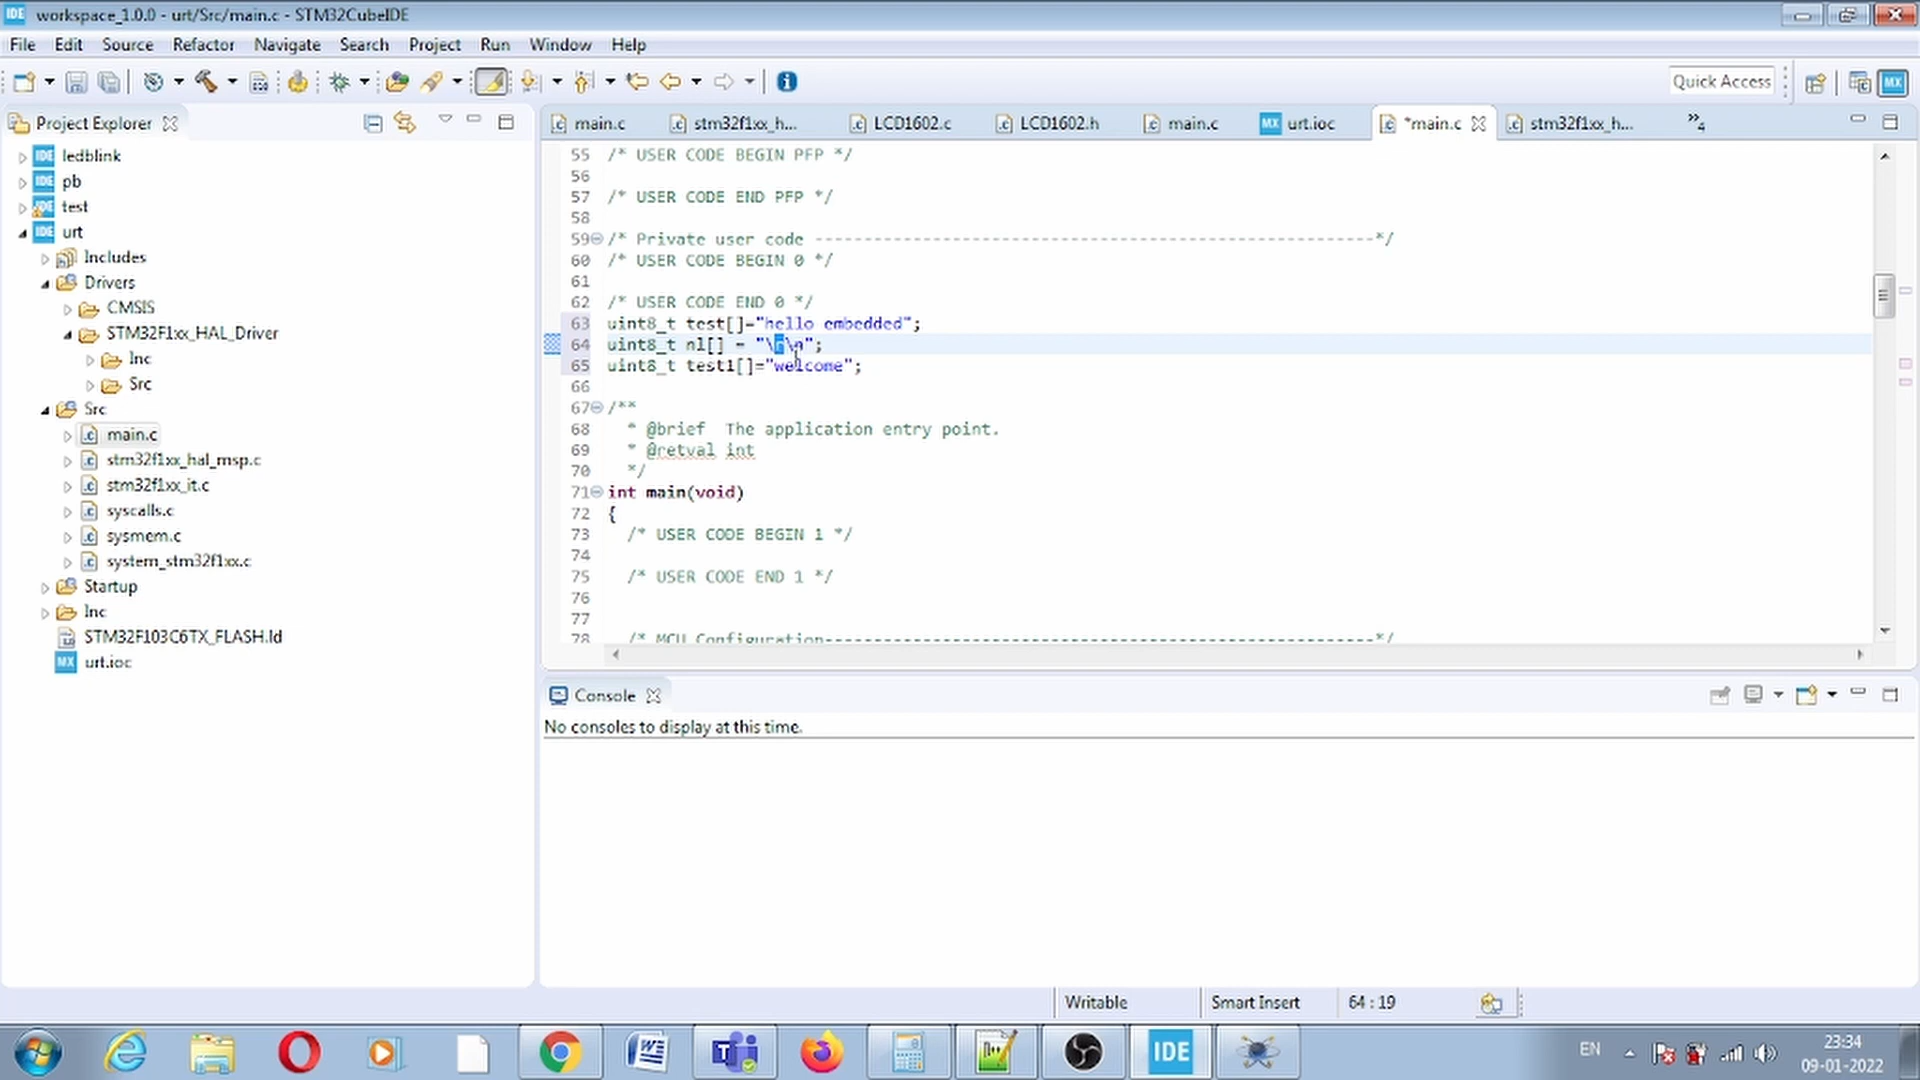 workspace_1.0.0 - urt/Src/main.c - STM32CubeIDE
File Edit Source Refactor Navigate Search Project Run Window Help
Quick Access
Project Explorer
ledblink
pb
test
urt
Includes
Drivers
CMSIS
STM32F1xx_HAL_Driver
Inc
Src
Src
main.c
stm32f1xx_hal_msp.c
stm32f1xx_it.c
syscalls.c
sysmem.c
system_stm32f1xx.c
Startup
Inc
STM32F103C6TX_FLASH.ld
urt.ioc
main.c stm32f1xx_h... LCD1602.c LCD1602.h main.c urt.ioc *main.c stm32f1xx_h... »4
55 /* USER CODE BEGIN PFP */
56
57 /* USER CODE END PFP */
58
59 /* Private user code ---------------------------------------------------------*/
60 /* USER CODE BEGIN 0 */
61
62 /* USER CODE END 0 */
63 uint8_t test[]="hello embedded";
64 uint8_t nl[] = "\r\n";
65 uint8_t test1[]="welcome";
66
67 /**
68 * @brief The application entry point.
69 * @retval int
70 */
71 int main(void)
72 {
73 /* USER CODE BEGIN 1 */
74
75 /* USER CODE END 1 */
76
77
78 /* MCU Configuration--------------------------------------------------------*/
Console
No consoles to display at this time.
Writable Smart Insert 64 : 19
EN
23:34
09-01-2022